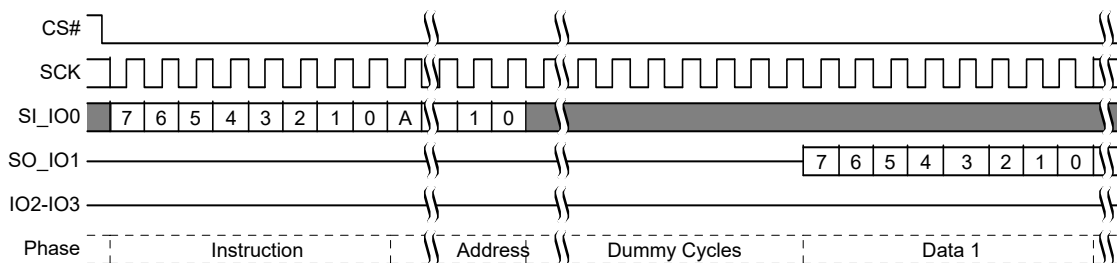 CS#
SCK
SI_IO0 7 6 5 4 3 2 1 0 A 1 0
SO_IO1 7 6 5 4 3 2 1 0
IO2-IO3
Phase Instruction Address Dummy Cycles Data 1